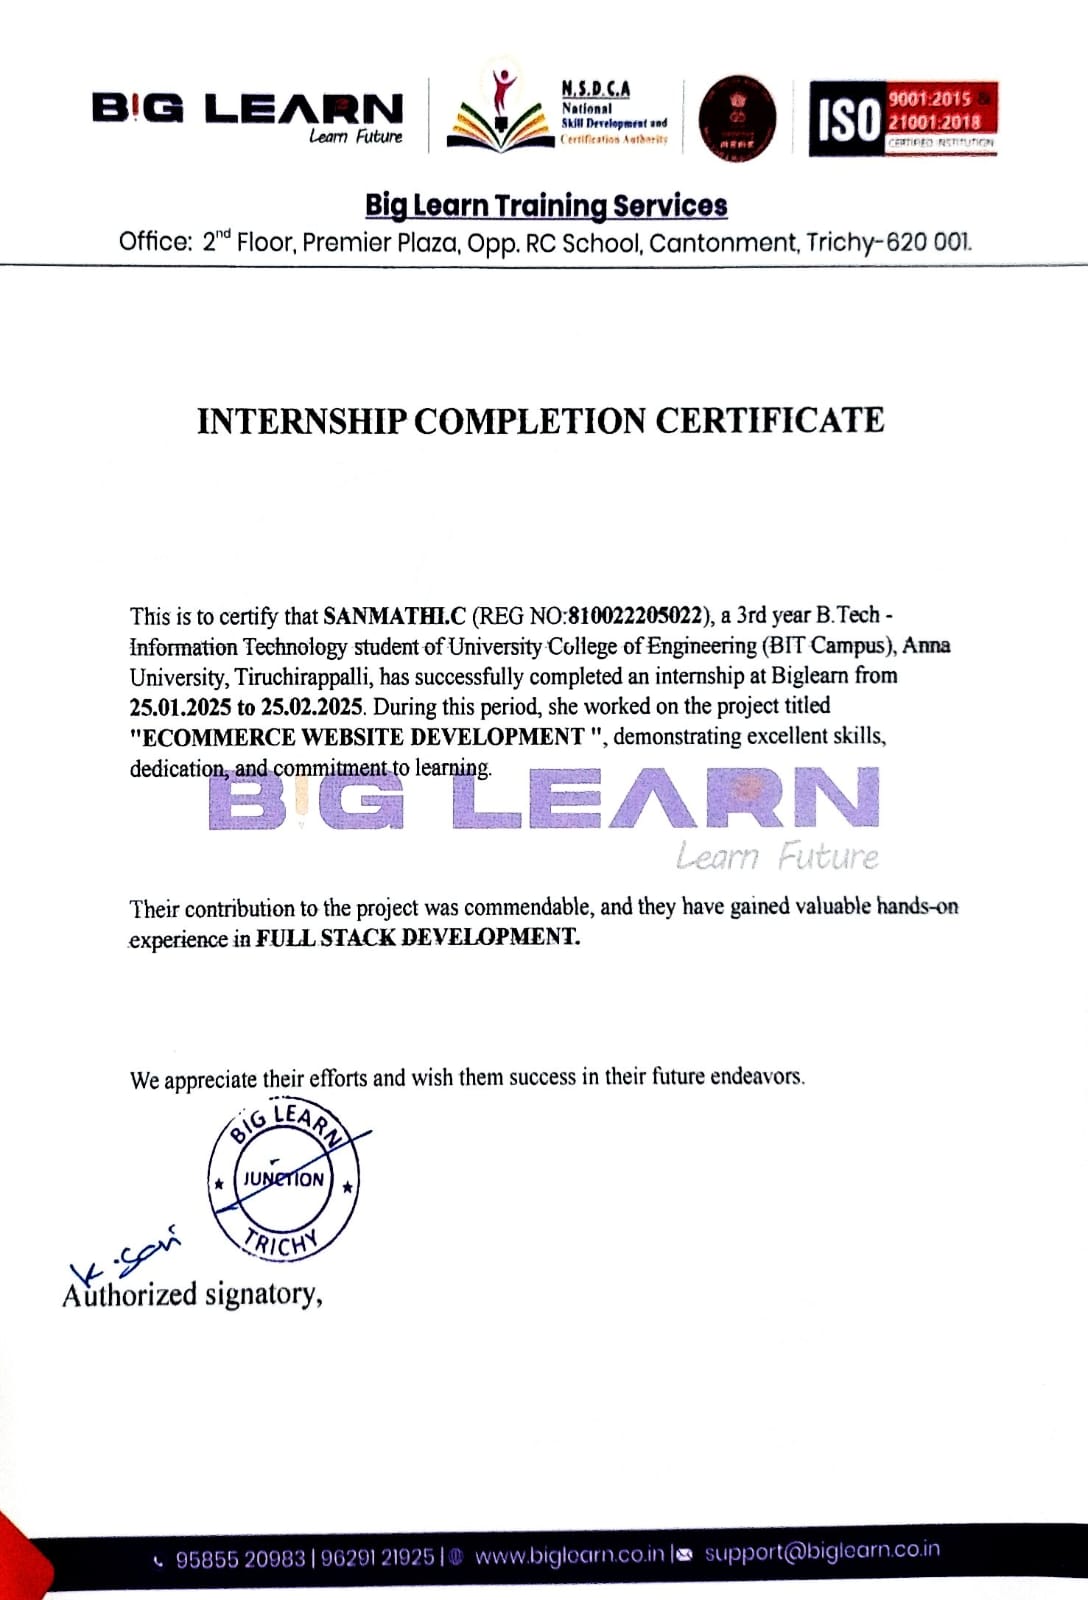 B!G LEARN
Learn Future
N.S.D.C.A
National
Skill Development and
Certification Authority
ISO
9001:2015 &
21001:2018
CERTIFIED INSTITUTION
Big Learn Training Services
Office: 2nd Floor, Premier Plaza, Opp. RC School, Cantonment, Trichy-620 001.
INTERNSHIP COMPLETION CERTIFICATE
This is to certify that SANMATHI.C (REG NO:810022205022), a 3rd year B.Tech -
Information Technology student of University College of Engineering (BIT Campus), Anna
University, Tiruchirappalli, has successfully completed an internship at Biglearn from
25.01.2025 to 25.02.2025. During this period, she worked on the project titled
"ECOMMERCE WEBSITE DEVELOPMENT ", demonstrating excellent skills,
dedication, and commitment to learning.
B!G LEARN
Learn Future
Their contribution to the project was commendable, and they have gained valuable hands-on
experience in FULL STACK DEVELOPMENT.
We appreciate their efforts and wish them success in their future endeavors.
BIG LEARN
JUNCTION
TRICHY
Authorized signatory,
95855 20983 | 96291 21925 | www.biglearn.co.in | support@biglearn.co.in